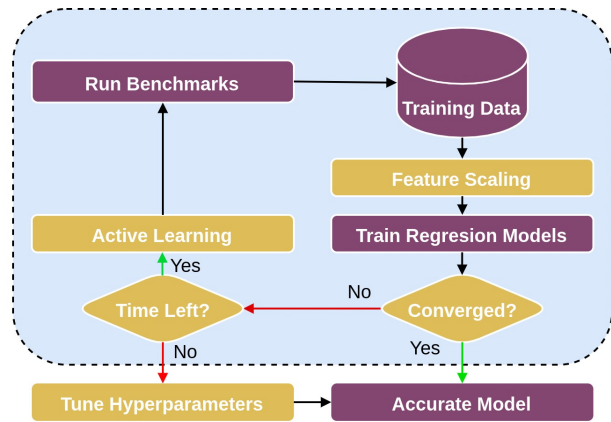 Run Benchmarks
Training Data
Feature Scaling
Active Learning
Train Regresion Models
Yes
No
Time Left?
Converged?
No
Yes
Tune Hyperparameters
Accurate Model